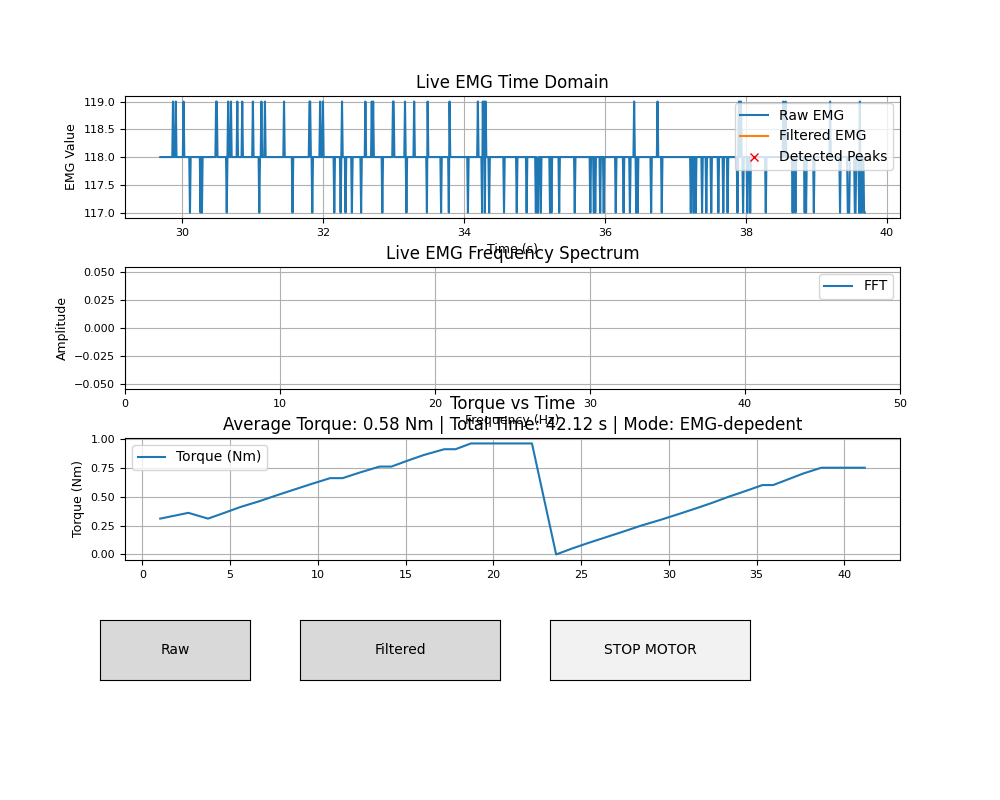 Live EMG Time Domain
119.0
118.5
118.0
117.5
117.0
EMG Value
Raw EMG
Filtered EMG
Detected Peaks
30 32 34 36 38 40
Time (s)
Live EMG Frequency Spectrum
0.050
0.025
0.000
−0.025
−0.050
Amplitude
FFT
0 10 20 30 40 50
Frequency (Hz)
Torque vs Time
Average Torque: 0.58 Nm | Total Time: 42.12 s | Mode: EMG-depedent
1.00
0.75
0.50
0.25
0.00
Torque (Nm)
Torque (Nm)
0 5 10 15 20 25 30 35 40
Raw
Filtered
STOP MOTOR